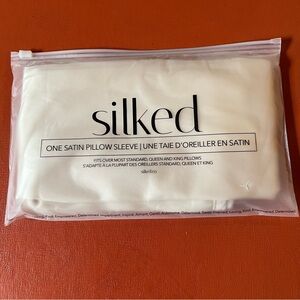 silked
ONE SATIN PILLOW SLEEVE | UNE TAIE D'OREILLER EN SATIN
FITS OVER MOST STANDARD, QUEEN AND KING PILLOWS
S'ADAPTE À LA PLUPART DES OREILLERS STANDARD, QUEEN ET KING